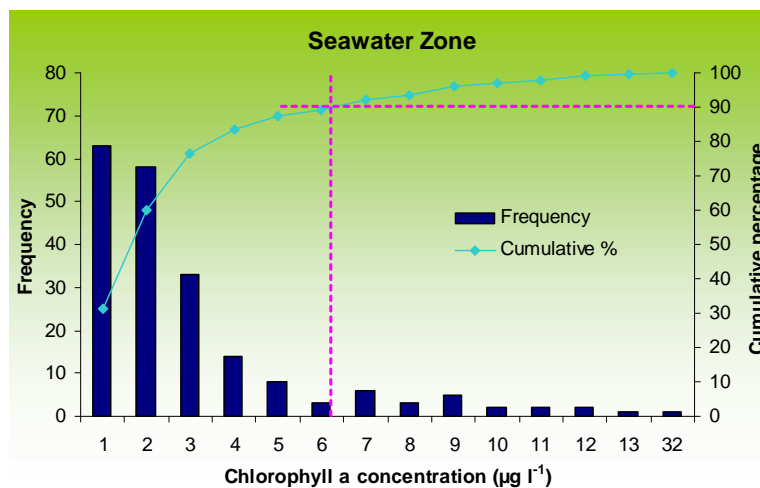 Seawater Zone
80
70
60
50
40
30
20
10
0
Frequency
100
90
80
70
60
50
40
30
20
10
0
Cumulative percentage
Frequency
Cumulative %
1 2 3 4 5 6 7 8 9 10 11 12 13 32
Chlorophyll a concentration (µg l⁻¹)